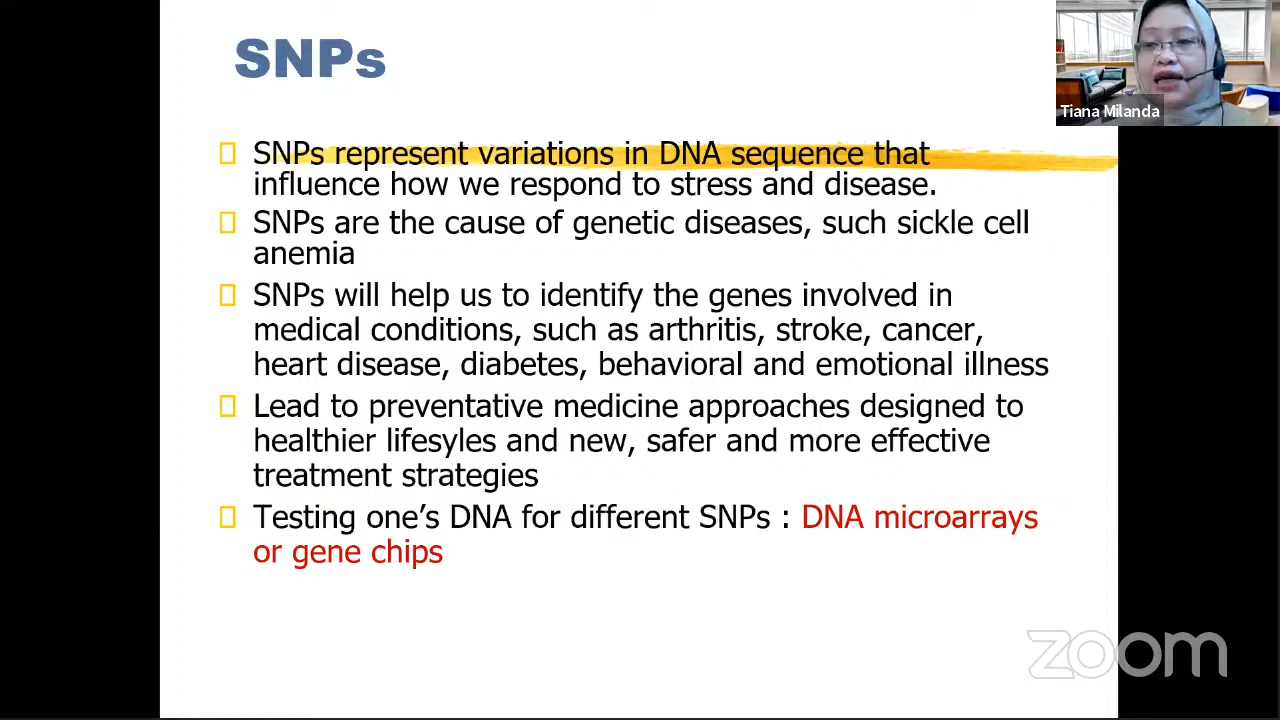 SNPs
Tiana Milanda
SNPs represent variations in DNA sequence that
influence how we respond to stress and disease.
SNPs are the cause of genetic diseases, such sickle cell
anemia
SNPs will help us to identify the genes involved in
medical conditions, such as arthritis, stroke, cancer,
heart disease, diabetes, behavioral and emotional illness
Lead to preventative medicine approaches designed to
healthier lifesyles and new, safer and more effective
treatment strategies
Testing one's DNA for different SNPs : DNA microarrays
or gene chips
zoom